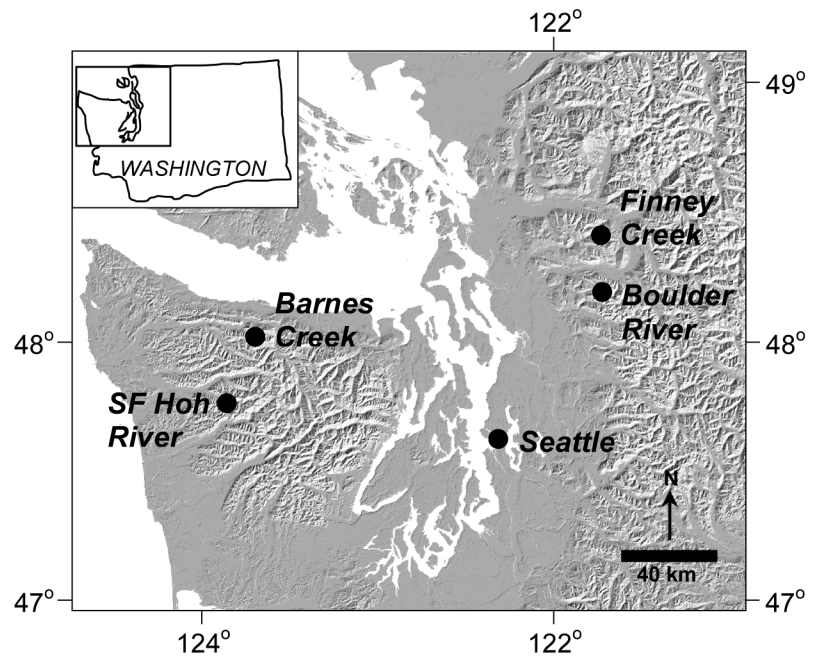 122°
49°
WASHINGTON
Finney
Creek
Boulder
River
Barnes
Creek
48°
48°
SF Hoh
River
Seattle
N
40 km
47°
47°
124°
122°